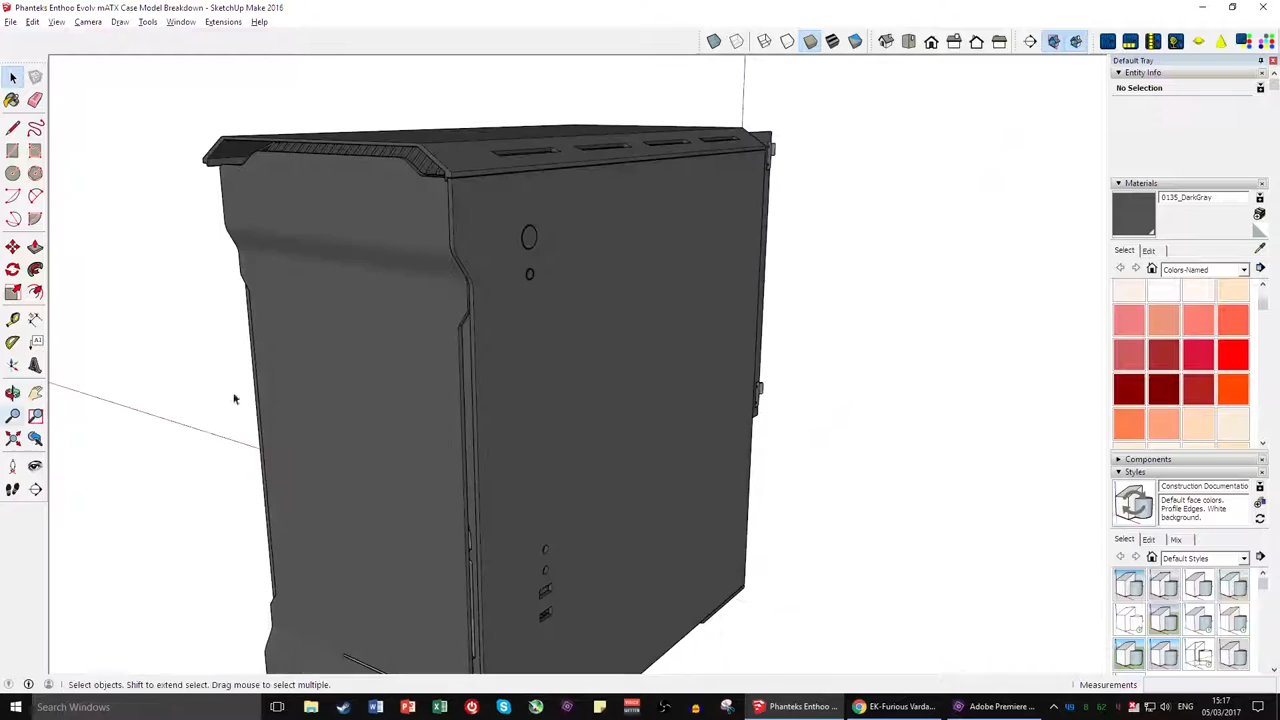 Phanteks Enthoo Evolv mATX Case Model Breakdown - SketchUp Make 2016
File Edit View Camera Draw Tools Window Extensions Help
Default Tray
Entity Info
No Selection
Materials
0135_DarkGray
Select Edit
Colors-Named
Components
Styles
Construction Documentatio
Default face colors.
Profile Edges. White
background.
Select Edit Mix
Default Styles
Select objects. Shift to extend select. Drag mouse to select multiple.
Measurements
Search Windows
Phanteks Enthoo ...
EK-Furious Varda...
Adobe Premiere ...
ENG
15:17
05/03/2017